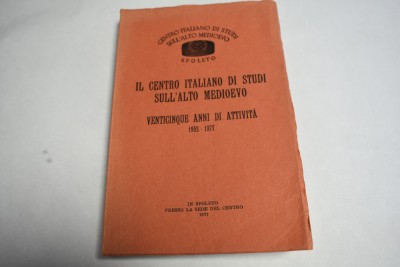 CENTRO ITALIANO DI STUDI
SULL'ALTO MEDIOEVO
SPOLETO
IL CENTRO ITALIANO DI STUDI
SULL'ALTO MEDIOEVO
VENTICINQUE ANNI DI ATTIVITÀ
1952 - 1977
IN SPOLETO
PRESSO LA SEDE DEL CENTRO
1977